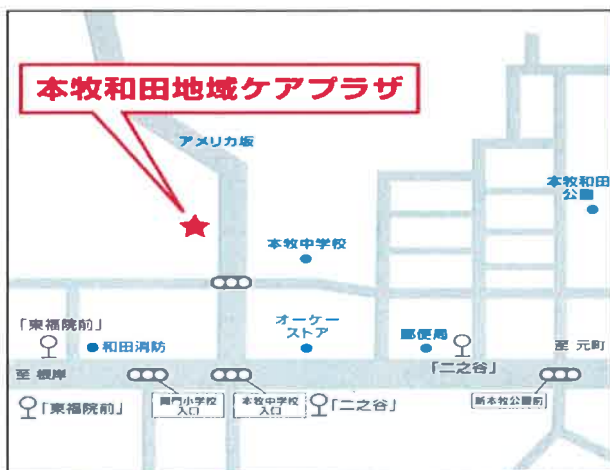 本牧和田地域ケアプラザ
アメリカ坂
本牧和田
公園
本牧中学校
「東福院前」
和田消防
オーケー
ストア
郵便局
「二之谷」
至 元町
至 根岸
「東福院前」
間門小学校
入口
本牧中学校
入口
「二之谷」
新本牧公園前